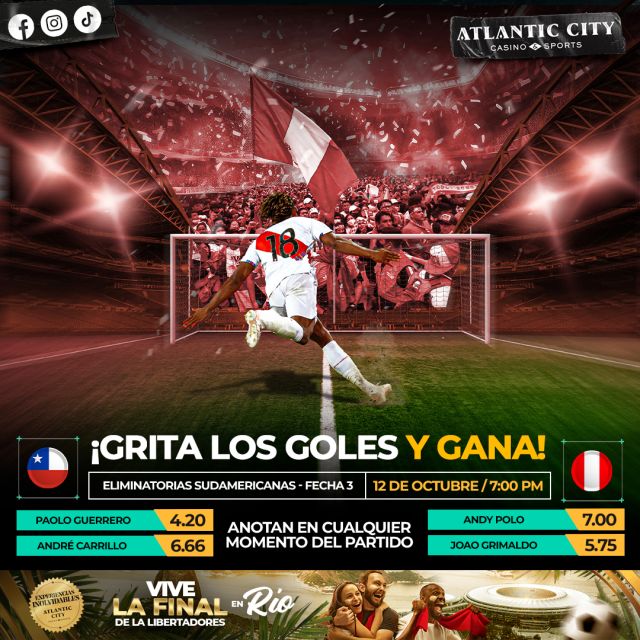 ATLANTIC CITY
CASINO SPORTS
18
¡GRITA LOS GOLES Y GANA!
ELIMINATORIAS SUDAMERICANAS - FECHA 3
12 DE OCTUBRE / 7:00 PM
PAOLO GUERRERO 4.20
ANDRÉ CARRILLO 6.66
ANOTAN EN CUALQUIER
MOMENTO DEL PARTIDO
ANDY POLO 7.00
JOAO GRIMALDO 5.75
EXPERIENCIAS
INOLVIDABLES
ATLANTIC
CITY
VIVE
LA FINAL
DE LA LIBERTADORES
EN Río